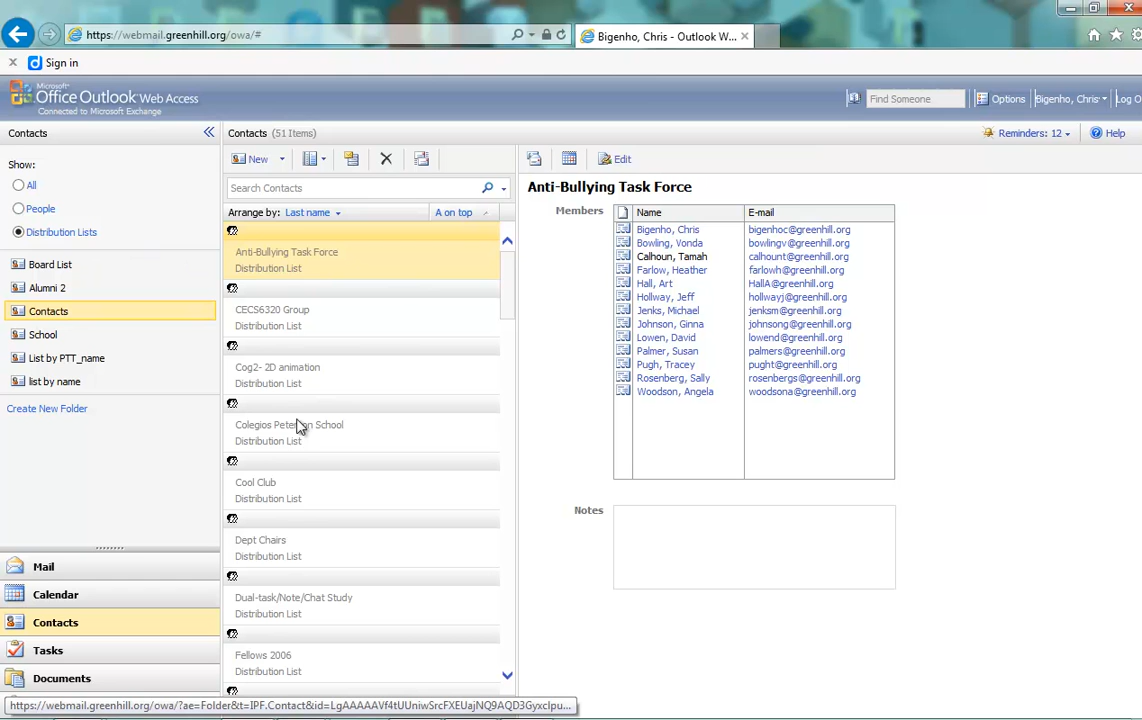 https://webmail.greenhill.org/owa/#
Bigenho, Chris - Outlook W...
Sign in
Microsoft
Office Outlook Web Access
Connected to Microsoft Exchange
Find Someone
Options
Bigenho, Chris
Log O
Contacts
Contacts (51 Items)
Reminders: 12
Help
Show:
All
People
Distribution Lists
Board List
Alumni 2
Contacts
School
List by PTT_name
list by name
Create New Folder
Mail
Calendar
Contacts
Tasks
Documents
New
Search Contacts
Arrange by: Last name
A on top
Anti-Bullying Task Force
Distribution List
CECS6320 Group
Distribution List
Cog2- 2D animation
Distribution List
Colegios Peterson School
Distribution List
Cool Club
Distribution List
Dept Chairs
Distribution List
Dual-task/Note/Chat Study
Distribution List
Fellows 2006
Distribution List
Edit
Anti-Bullying Task Force
Members
Name E-mail
Bigenho, Chris bigenhoc@greenhill.org
Bowling, Vonda bowlingv@greenhill.org
Calhoun, Tamah calhount@greenhill.org
Farlow, Heather farlowh@greenhill.org
Hall, Art HallA@greenhill.org
Hollway, Jeff hollwayj@greenhill.org
Jenks, Michael jenksm@greenhill.org
Johnson, Ginna johnsong@greenhill.org
Lowen, David lowend@greenhill.org
Palmer, Susan palmers@greenhill.org
Pugh, Tracey pught@greenhill.org
Rosenberg, Sally rosenbergs@greenhill.org
Woodson, Angela woodsona@greenhill.org
Notes